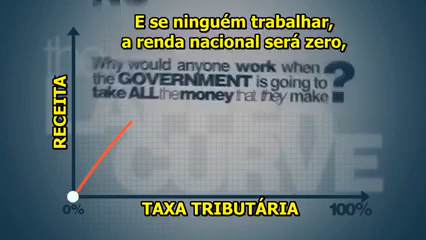 E se ninguém trabalhar,
a renda nacional será zero,
Why would anyone work when
the GOVERNMENT is going to
take ALL the money that they make ?
CURVE
RECEITA
0%
TAXA TRIBUTÁRIA
100%